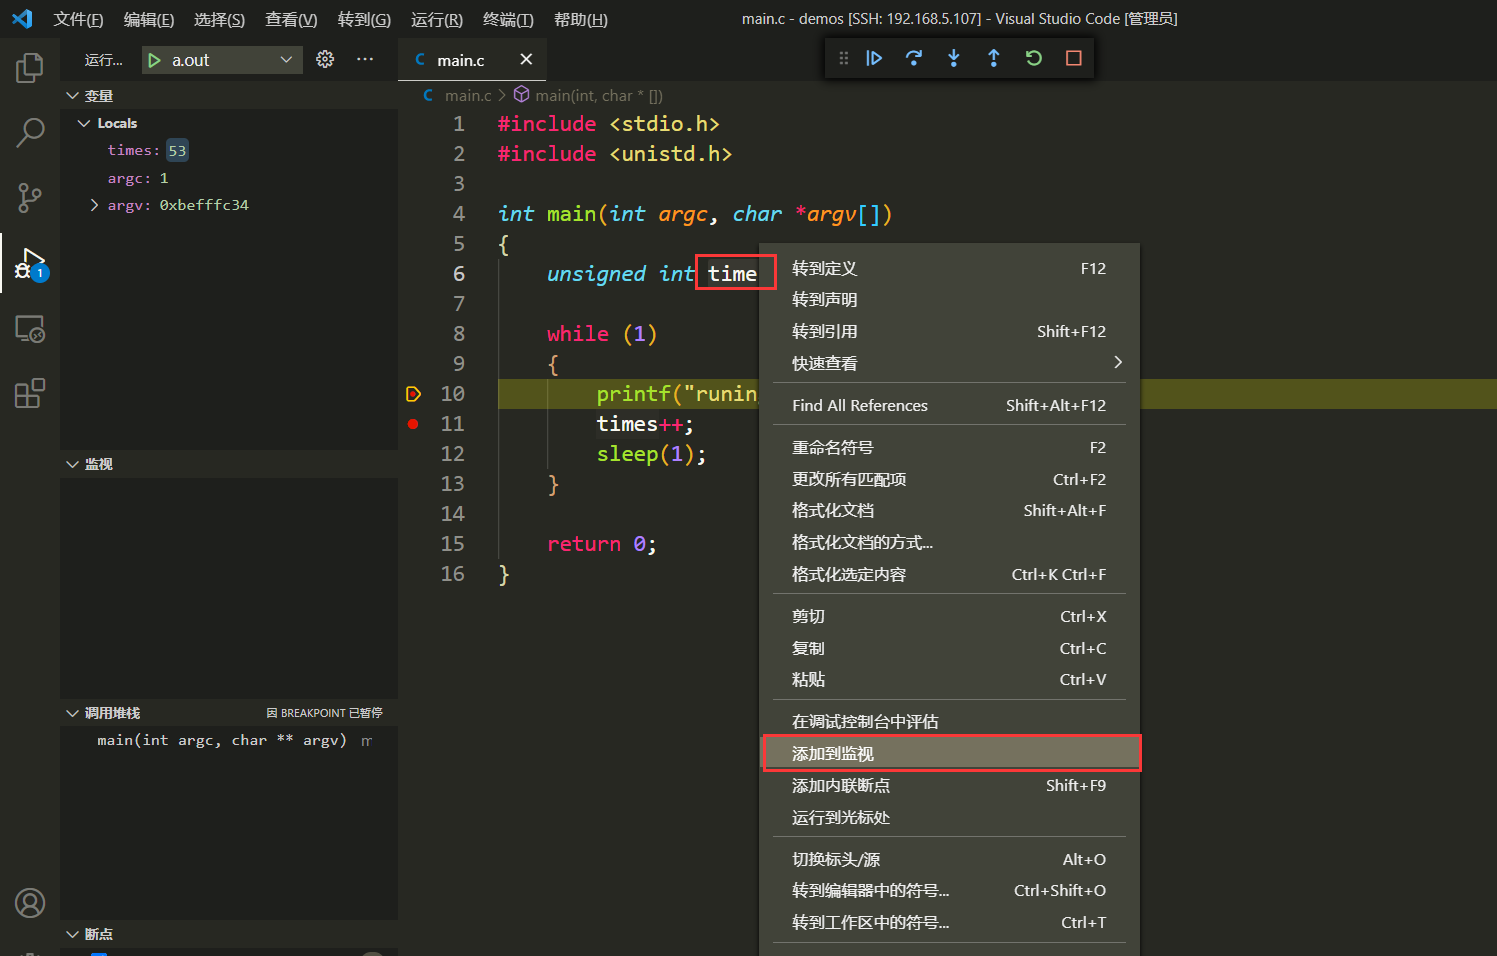 文件(F) 编辑(E) 选择(S) 查看(V) 转到(G) 运行(R) 终端(T) 帮助(H) main.c - demos [SSH: 192.168.5.107] - Visual Studio Code [管理员]
运行... a.out
变量
Locals
times: 53
argc: 1
argv: 0xbefffc34
监视
调用堆栈 因 BREAKPOINT 已暂停
main(int argc, char ** argv) m
断点
1
main.c
main.c > main(int, char * [])
1 #include <stdio.h>
2 #include <unistd.h>
3
4 int main(int argc, char *argv[])
5 {
6 unsigned int time
7
8 while (1)
9 {
10 printf("runin
11 times++;
12 sleep(1);
13 }
14
15 return 0;
16 }
转到定义 F12
转到声明
转到引用 Shift+F12
快速查看
Find All References Shift+Alt+F12
重命名符号 F2
更改所有匹配项 Ctrl+F2
格式化文档 Shift+Alt+F
格式化文档的方式...
格式化选定内容 Ctrl+K Ctrl+F
剪切 Ctrl+X
复制 Ctrl+C
粘贴 Ctrl+V
在调试控制台中评估
添加到监视
添加内联断点 Shift+F9
运行到光标处
切换标头/源 Alt+O
转到编辑器中的符号... Ctrl+Shift+O
转到工作区中的符号... Ctrl+T